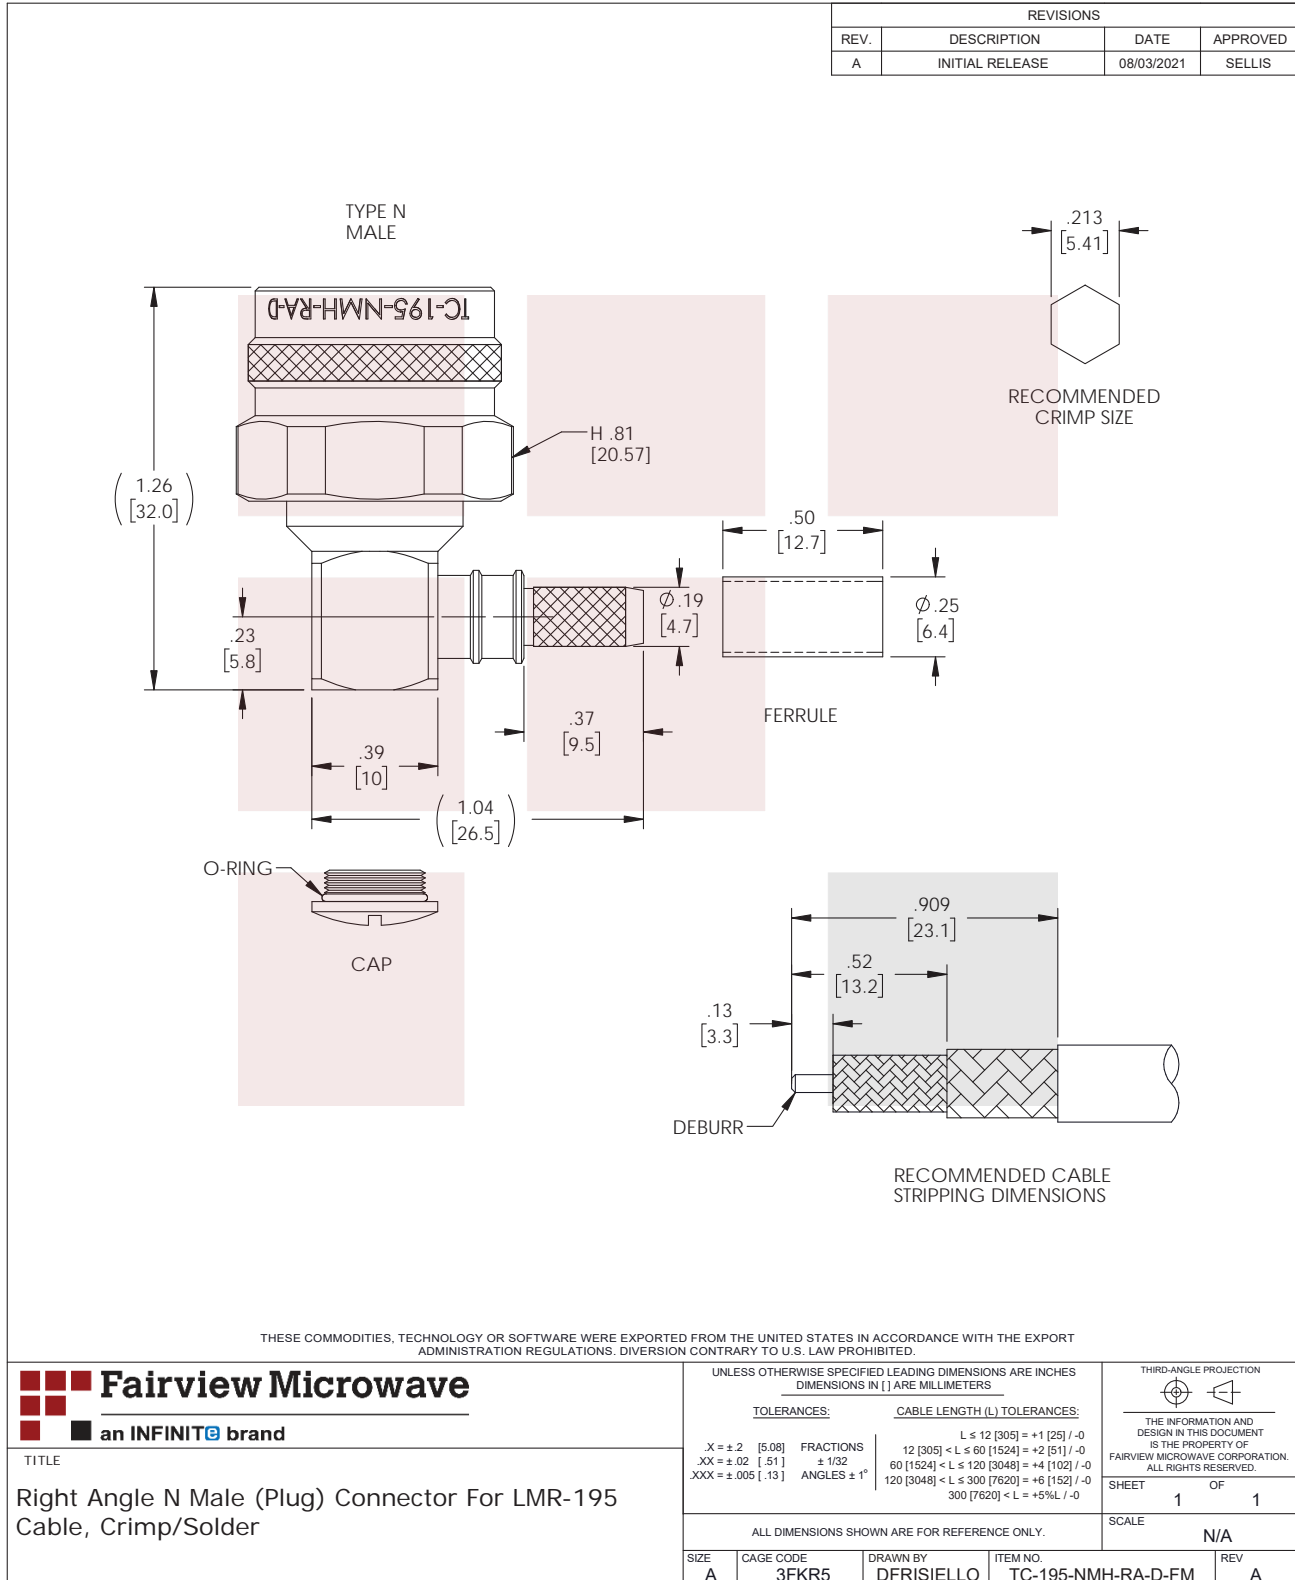 REVISIONS
REV. DESCRIPTION DATE APPROVED
A INITIAL RELEASE 08/03/2021 SELLIS
TYPE N
MALE
TC-195-NMH-RA-D
.213
[5.41]
RECOMMENDED
CRIMP SIZE
H .81
[20.57]
1.26
[32.0]
.50
[12.7]
Ø.19
[4.7]
Ø.25
[6.4]
.23
[5.8]
FERRULE
.37
[9.5]
.39
[10]
1.04
[26.5]
O-RING
CAP
.909
[23.1]
.52
[13.2]
.13
[3.3]
DEBURR
RECOMMENDED CABLE
STRIPPING DIMENSIONS
THESE COMMODITIES, TECHNOLOGY OR SOFTWARE WERE EXPORTED FROM THE UNITED STATES IN ACCORDANCE WITH THE EXPORT
ADMINISTRATION REGULATIONS. DIVERSION CONTRARY TO U.S. LAW PROHIBITED.
Fairview Microwave
an INFINITe brand
TITLE
Right Angle N Male (Plug) Connector For LMR-195
Cable, Crimp/Solder
UNLESS OTHERWISE SPECIFIED LEADING DIMENSIONS ARE INCHES
DIMENSIONS IN [ ] ARE MILLIMETERS
TOLERANCES:
.X = ±.2 [5.08] FRACTIONS
.XX = ±.02 [ .51 ] ± 1/32
.XXX = ±.005 [ .13 ] ANGLES ± 1°
CABLE LENGTH (L) TOLERANCES:
L ≤ 12 [305] = +1 [25] / -0
12 [305] < L ≤ 60 [1524] = +2 [51] / -0
60 [1524] < L ≤ 120 [3048] = +4 [102] / -0
120 [3048] < L ≤ 300 [7620] = +6 [152] / -0
300 [7620] < L = +5%L / -0
ALL DIMENSIONS SHOWN ARE FOR REFERENCE ONLY.
THIRD-ANGLE PROJECTION
THE INFORMATION AND
DESIGN IN THIS DOCUMENT
IS THE PROPERTY OF
FAIRVIEW MICROWAVE CORPORATION.
ALL RIGHTS RESERVED.
SHEET 1 OF 1
SCALE
N/A
SIZE CAGE CODE DRAWN BY ITEM NO. REV
A 3FKR5 DFRISIELLO TC-195-NMH-RA-D-FM A